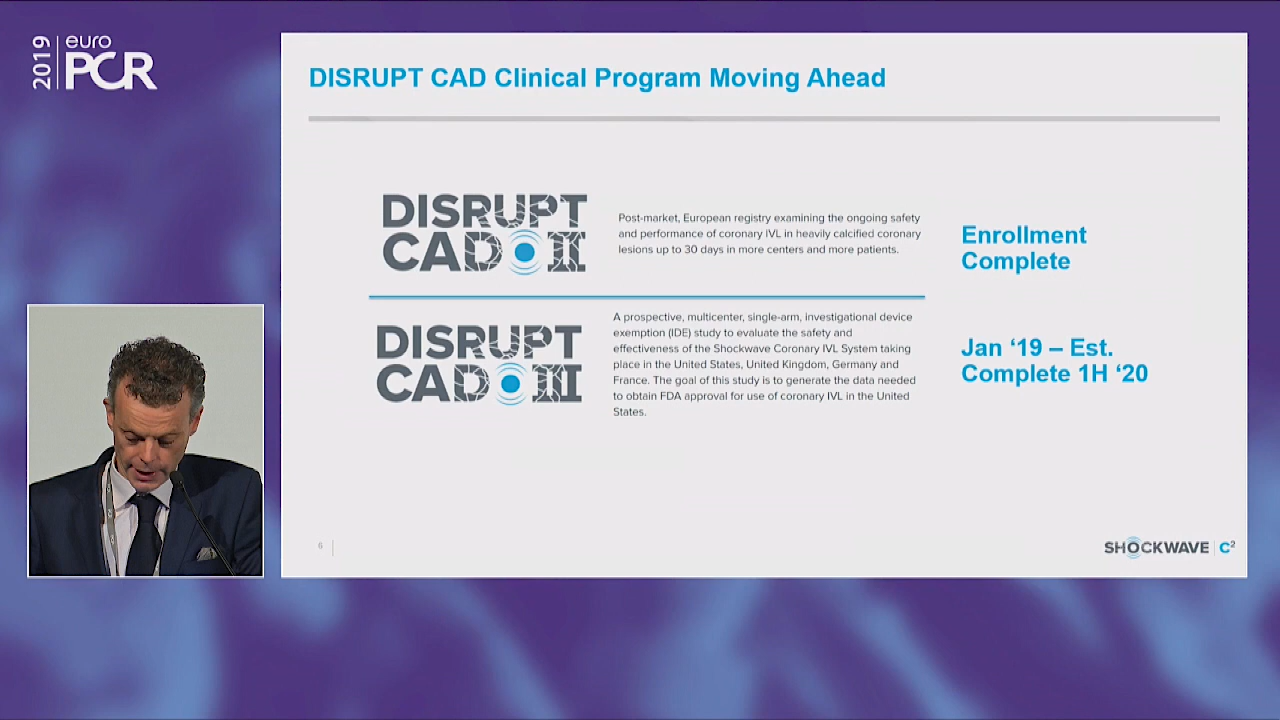 2019
euro
PCR
DISRUPT CAD Clinical Program Moving Ahead
DISRUPT
CAD II
Post-market, European registry examining the ongoing safety
and performance of coronary IVL in heavily calcified coronary
lesions up to 30 days in more centers and more patients.
Enrollment
Complete
DISRUPT
CAD III
A prospective, multicenter, single-arm, investigational device
exemption (IDE) study to evaluate the safety and
effectiveness of the Shockwave Coronary IVL System taking
place in the United States, United Kingdom, Germany and
France. The goal of this study is to generate the data needed
to obtain FDA approval for use of coronary IVL in the United
States.
Jan ‘19 – Est.
Complete 1H ‘20
6
SHOCKWAVE C²